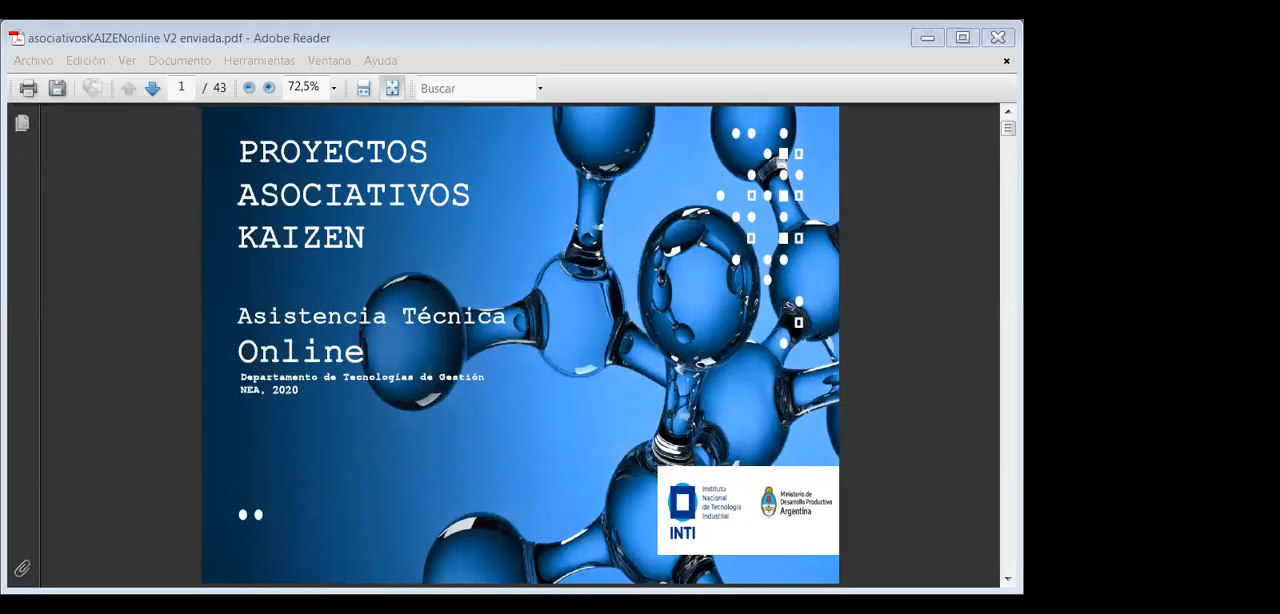 asociativosKAIZENonline V2 enviada.pdf - Adobe Reader
Archivo Edición Ver Documento Herramientas Ventana Ayuda
1 / 43 72,5% Buscar
PROYECTOS
ASOCIATIVOS
KAIZEN
Asistencia Técnica
Online
Departamento de Tecnologías de Gestión
NEA, 2020
Instituto
Nacional
de Tecnología
Industrial
INTI
Ministerio de
Desarrollo Productivo
Argentina